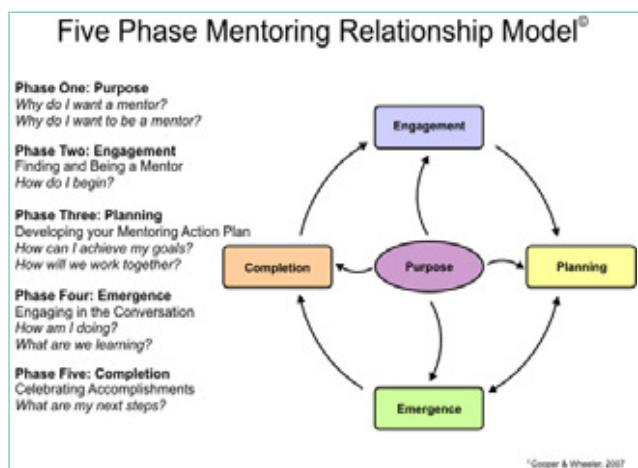 Five Phase Mentoring Relationship Model©
Phase One: Purpose
Why do I want a mentor?
Why do I want to be a mentor?
Phase Two: Engagement
Finding and Being a Mentor
How do I begin?
Phase Three: Planning
Developing your Mentoring Action Plan
How can I achieve my goals?
How will we work together?
Phase Four: Emergence
Engaging in the Conversation
How am I doing?
What are we learning?
Phase Five: Completion
Celebrating Accomplishments
What are my next steps?
Engagement
Completion
Purpose
Planning
Emergence
Cooper & Wheeler, 2007